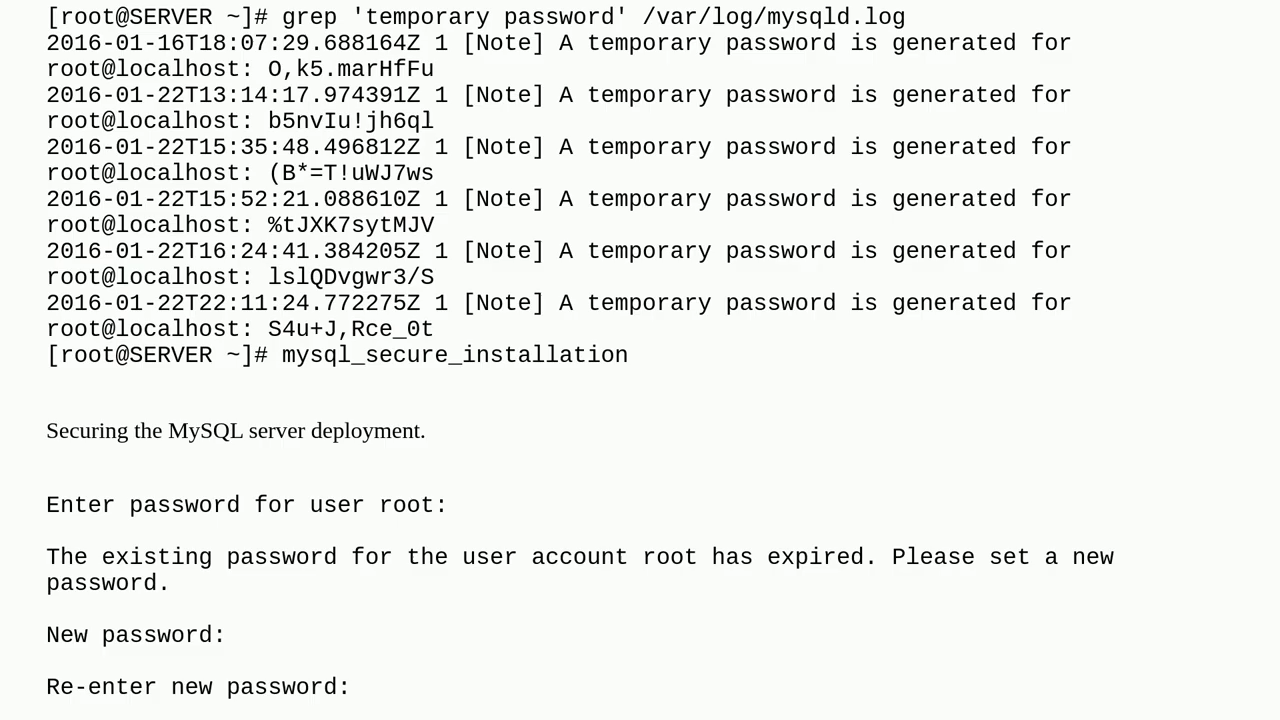 [root@SERVER ~]# grep 'temporary password' /var/log/mysqld.log
2016-01-16T18:07:29.688164Z 1 [Note] A temporary password is generated for
root@localhost: O,k5.marHfFu
2016-01-22T13:14:17.974391Z 1 [Note] A temporary password is generated for
root@localhost: b5nvIu!jh6ql
2016-01-22T15:35:48.496812Z 1 [Note] A temporary password is generated for
root@localhost: (B*=T!uWJ7ws
2016-01-22T15:52:21.088610Z 1 [Note] A temporary password is generated for
root@localhost: %tJXK7sytMJV
2016-01-22T16:24:41.384205Z 1 [Note] A temporary password is generated for
root@localhost: lslQDvgwr3/S
2016-01-22T22:11:24.772275Z 1 [Note] A temporary password is generated for
root@localhost: S4u+J,Rce_0t
[root@SERVER ~]# mysql_secure_installation
Securing the MySQL server deployment.
Enter password for user root:
The existing password for the user account root has expired. Please set a new
password.
New password:
Re-enter new password: